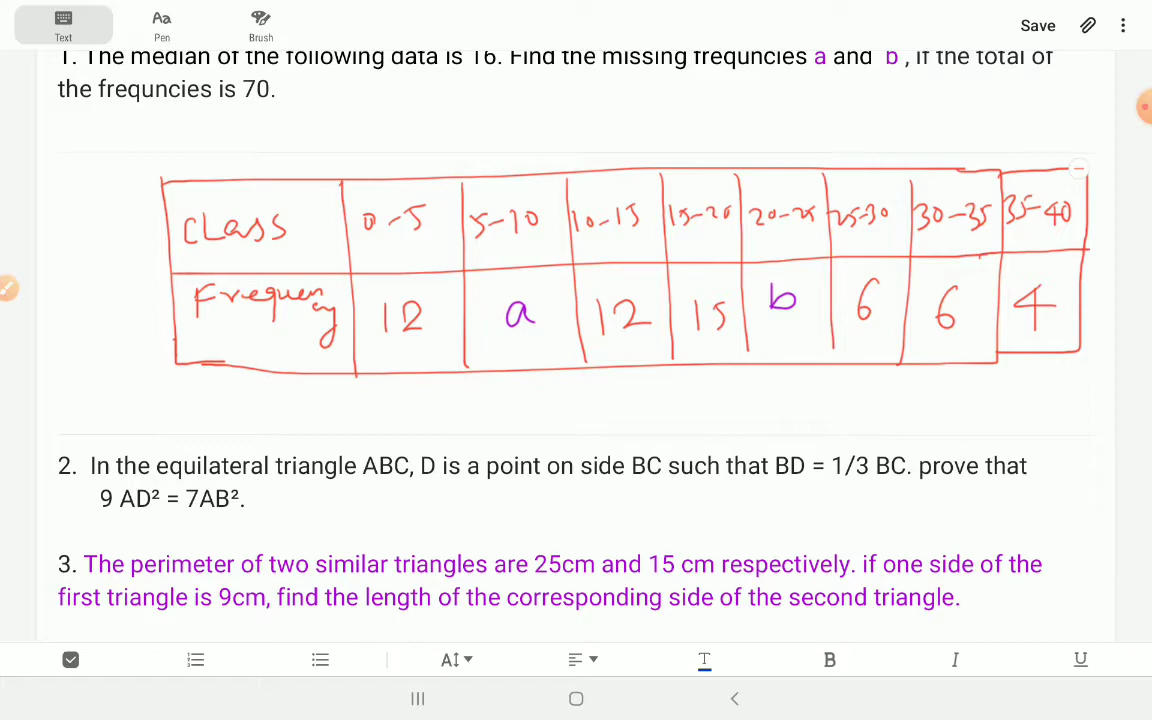 Text Pen Brush Save
1. The median of the following data is 16. Find the missing frequncies a and b , if the total of
the frequncies is 70.
Class 0-5 5-10 10-15 15-20 20-25 25-30 30-35 35-40
Frequency 12 a 12 15 b 6 6 4
2. In the equilateral triangle ABC, D is a point on side BC such that BD = 1/3 BC. prove that
9 AD² = 7AB².
3. The perimeter of two similar triangles are 25cm and 15 cm respectively. if one side of the
first triangle is 9cm, find the length of the corresponding side of the second triangle.
A T B I U